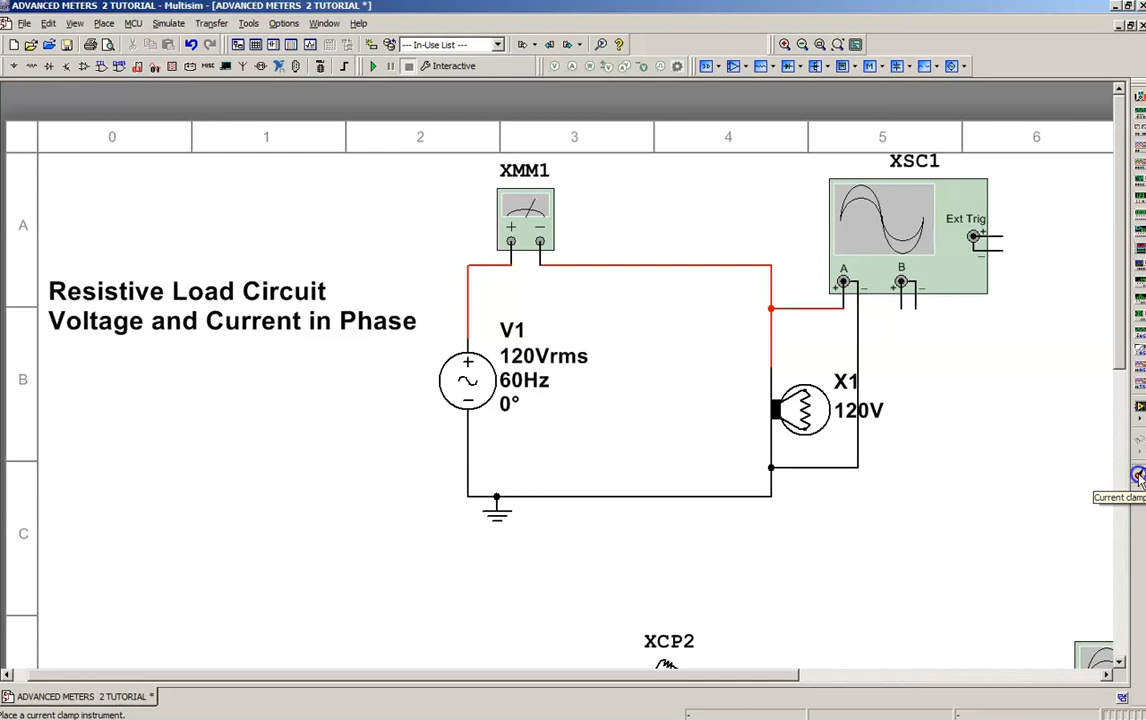 ADVANCED METERS 2 TUTORIAL - Multisim - [ADVANCED METERS 2 TUTORIAL *]
File Edit View Place MCU Simulate Transfer Tools Options Window Help
--- In-Use List ---
Interactive
0 1 2 3 4 5 6
XMM1
XSC1
A
Ext Trig
A B
Resistive Load Circuit
Voltage and Current in Phase
V1
120Vrms
60Hz
0°
B
X1
120V
Current clamp
C
XCP2
ADVANCED METERS 2 TUTORIAL *
Place a current clamp instrument.